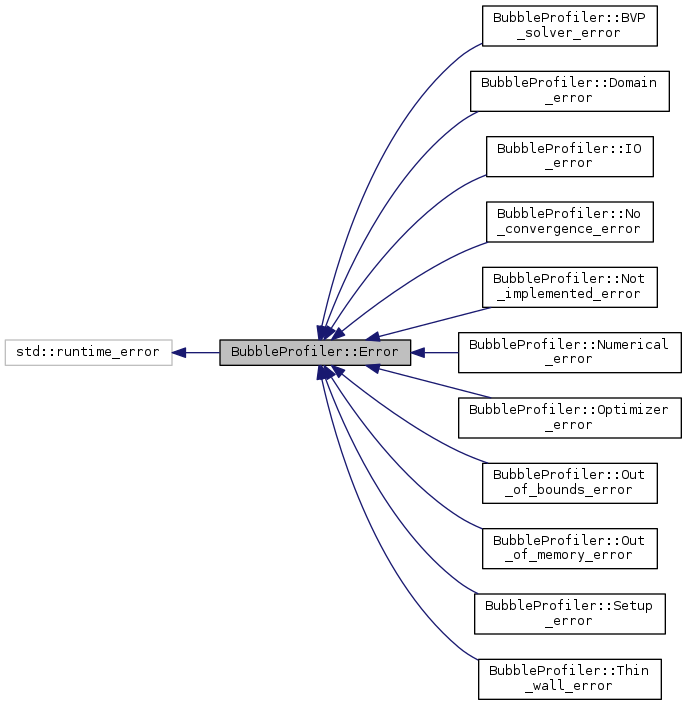 BubbleProfiler::BVP
_solver_error
BubbleProfiler::Domain
_error
BubbleProfiler::IO
_error
BubbleProfiler::No
_convergence_error
BubbleProfiler::Not
_implemented_error
std::runtime_error
BubbleProfiler::Error
BubbleProfiler::Numerical
_error
BubbleProfiler::Optimizer
_error
BubbleProfiler::Out
_of_bounds_error
BubbleProfiler::Out
_of_memory_error
BubbleProfiler::Setup
_error
BubbleProfiler::Thin
_wall_error